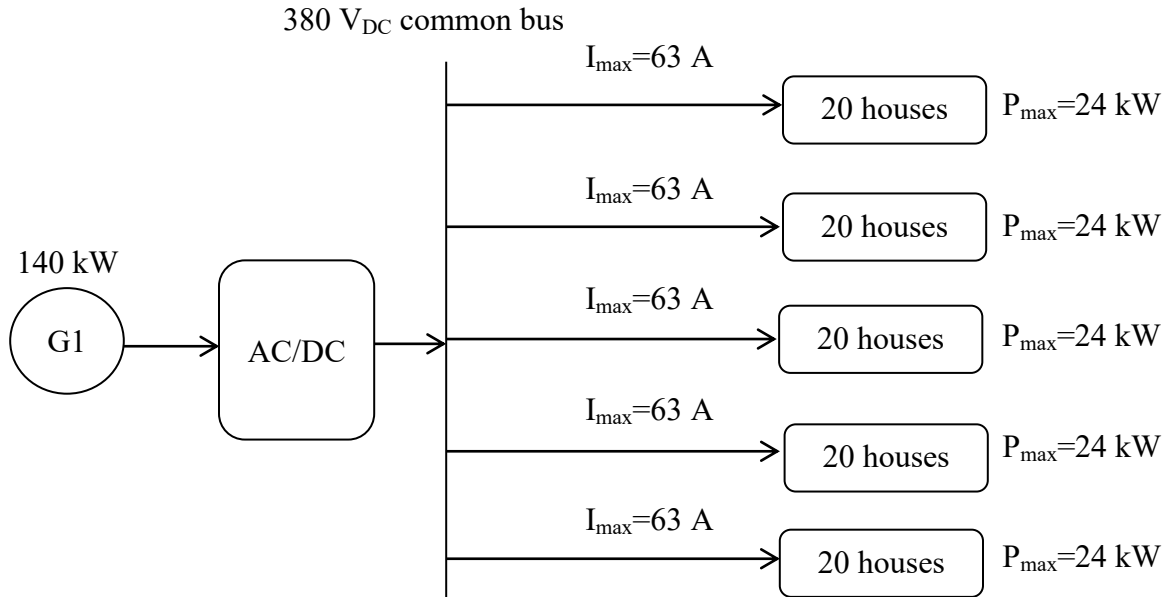 380 V_DC common bus
I_max=63 A
20 houses
P_max=24 kW
I_max=63 A
20 houses
P_max=24 kW
140 kW
G1
AC/DC
I_max=63 A
20 houses
P_max=24 kW
I_max=63 A
20 houses
P_max=24 kW
I_max=63 A
20 houses
P_max=24 kW